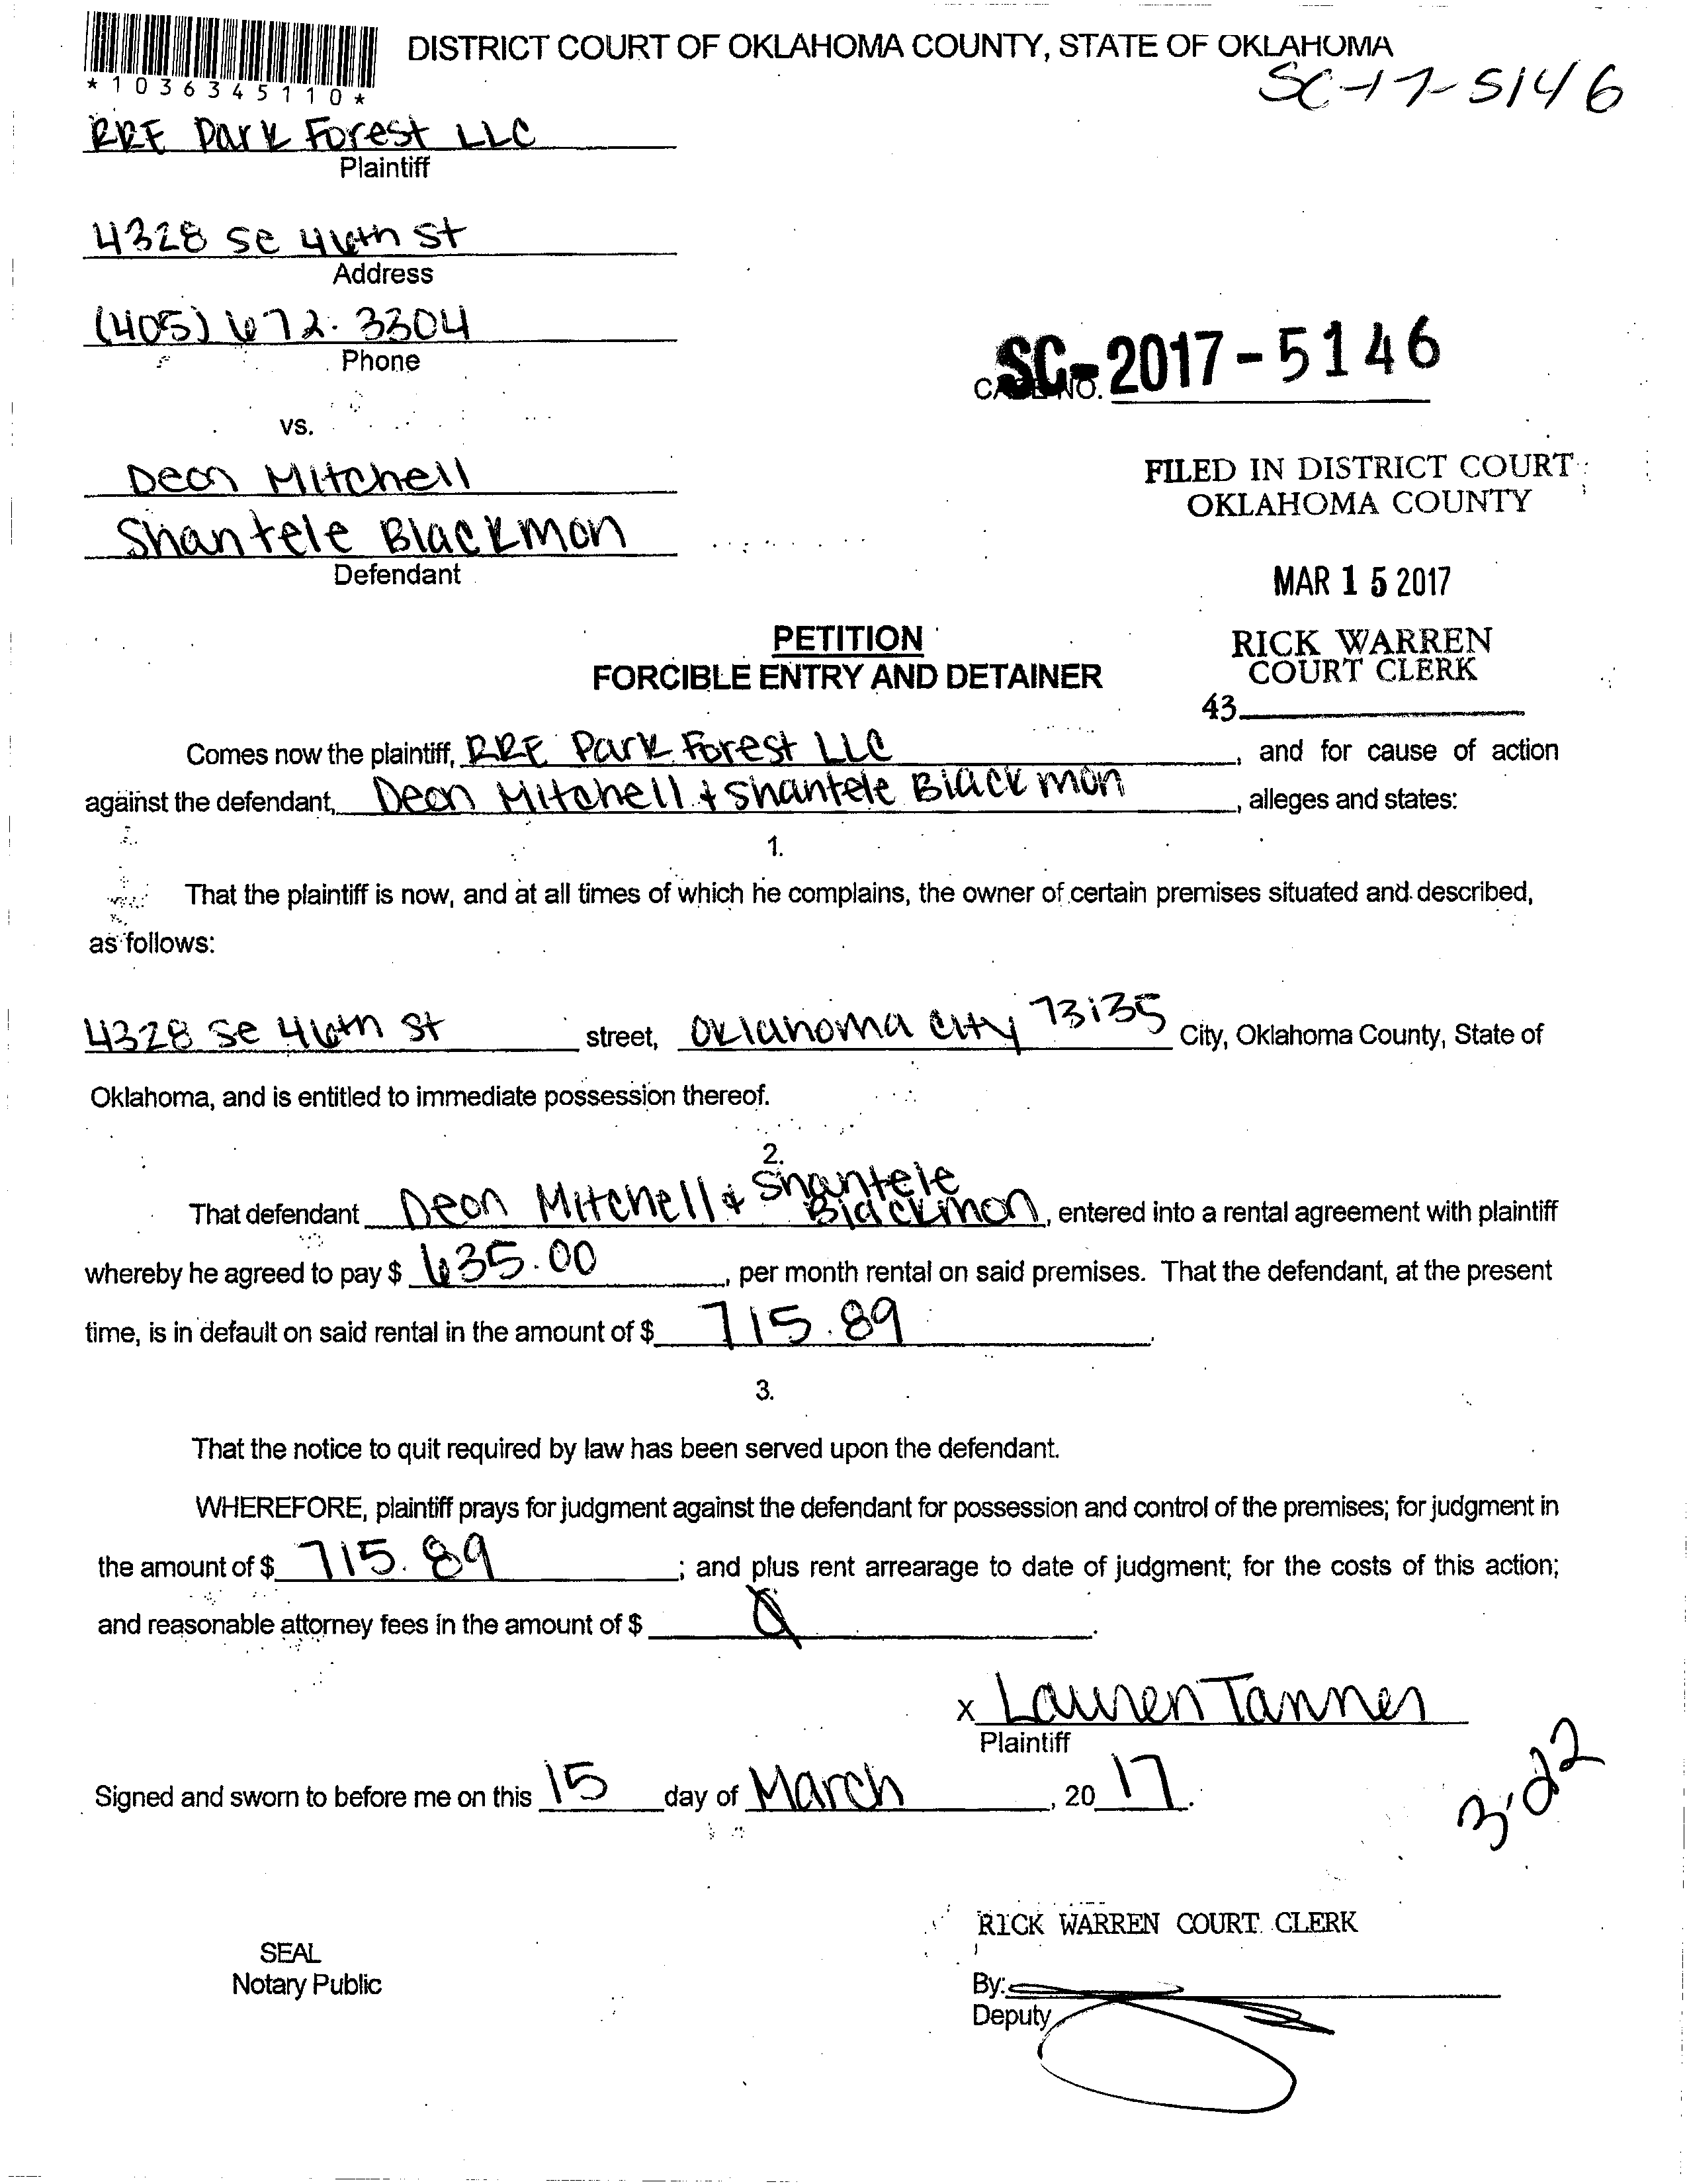 DISTRICT COURT OF OKLAHOMA COUNTY, STATE OF OKLAHOMA
*1036345110*
SC-17-5146
RRE Park Forest LLC
Plaintiff
4328 SE 46th St
Address
(405) 672-3304
Phone
SC-2017-5146
CASE NO.
vs.
Deon Mitchell
Shantele Blackmon
Defendant
FILED IN DISTRICT COURT
OKLAHOMA COUNTY
MAR 15 2017
RICK WARREN
COURT CLERK
43
PETITION
FORCIBLE ENTRY AND DETAINER
Comes now the plaintiff, RRE Park Forest LLC, and for cause of action
against the defendant, Deon Mitchell & Shantele Blackmon, alleges and states:
1.
That the plaintiff is now, and at all times of which he complains, the owner of certain premises situated and described,
as follows:
4328 SE 46th St street, Oklahoma City 73135 City, Oklahoma County, State of
Oklahoma, and is entitled to immediate possession thereof.
2.
That defendant Deon Mitchell & Shantele Blackmon, entered into a rental agreement with plaintiff
whereby he agreed to pay $ 635.00, per month rental on said premises. That the defendant, at the present
time, is in default on said rental in the amount of $ 715.89.
3.
That the notice to quit required by law has been served upon the defendant.
WHEREFORE, plaintiff prays for judgment against the defendant for possession and control of the premises; for judgment in
the amount of $ 715.89; and plus rent arrearage to date of judgment; for the costs of this action;
and reasonable attorney fees in the amount of $ 0.
x Lauren Tanner
Plaintiff
Signed and sworn to before me on this 15 day of March, 2017.
3-22
RICK WARREN COURT CLERK
SEAL
Notary Public
By:
Deputy